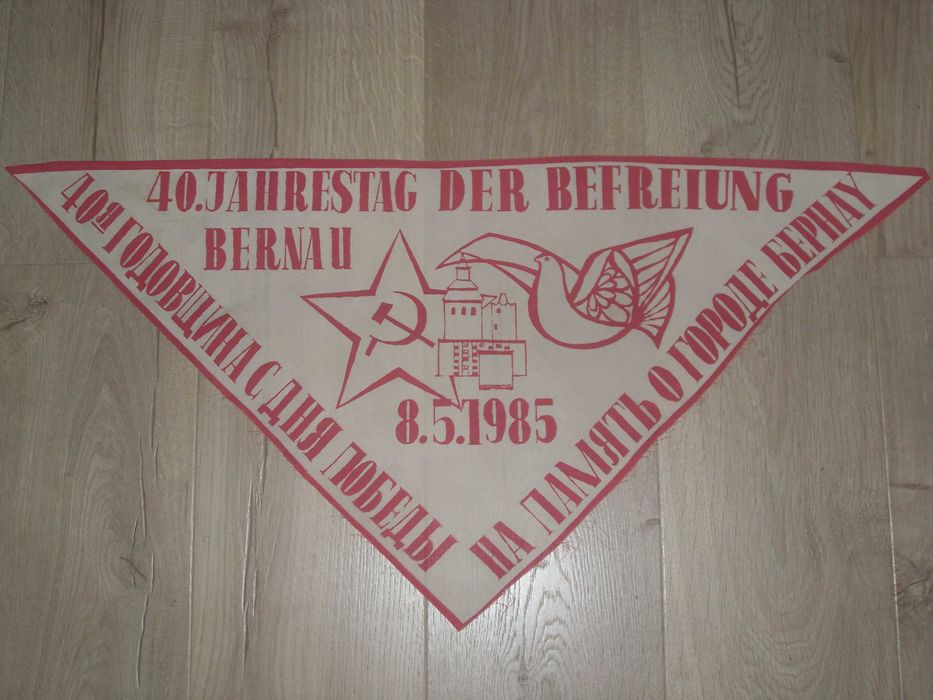 40. JAHRESTAG DER BEFREIUNG
BERNAU
8.5.1985
40я ГОДОВЩИНА С ДНЯ ПОБЕДЫ
НА ПАМЯТЬ О ГОРОДЕ БЕРНАУ